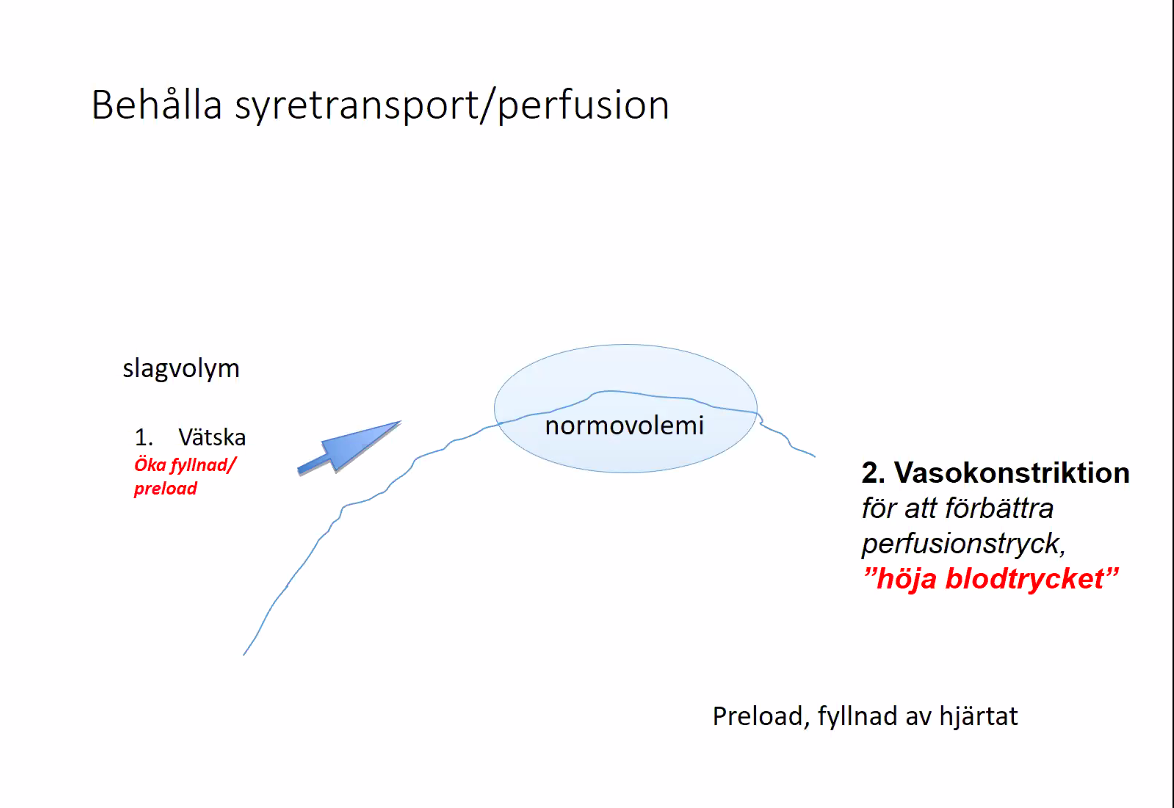 Behålla syretransport/perfusion
slagvolym
1. Vätska
Öka fyllnad/
preload
normovolemi
2. Vasokonstriktion
för att förbättra
perfusionstryck,
”höja blodtrycket”
Preload, fyllnad av hjärtat